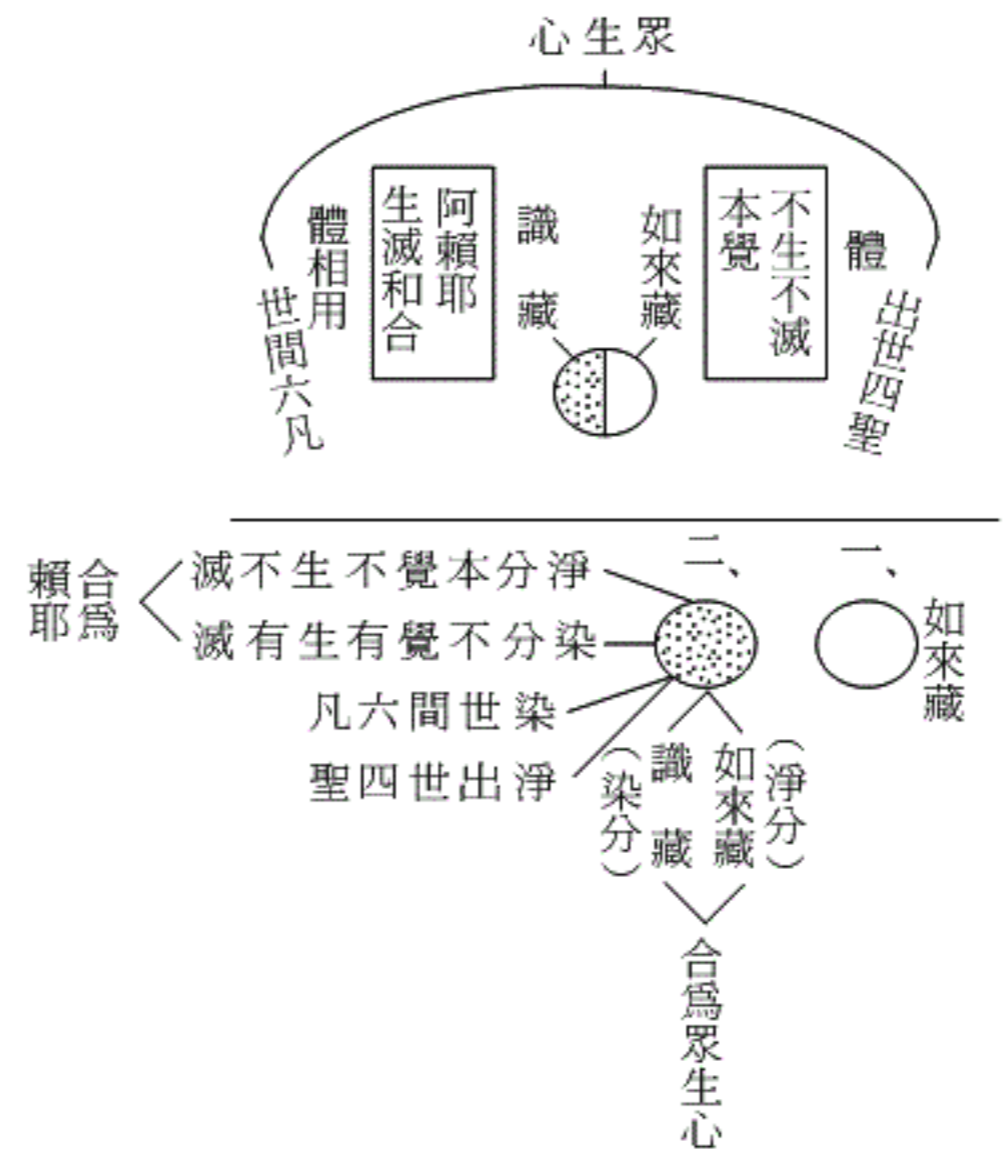 眾生心
出世四聖
體
不生不滅
本覺
如來藏
識藏
阿賴耶
生滅和合
體相用
世間六凡
一、
如來藏
二、
淨分本覺不生不滅
染分不覺有生有滅
合為
賴耶
染世間六凡
淨出世四聖
（淨分）
如來藏
識藏
（染分）
合為眾生心